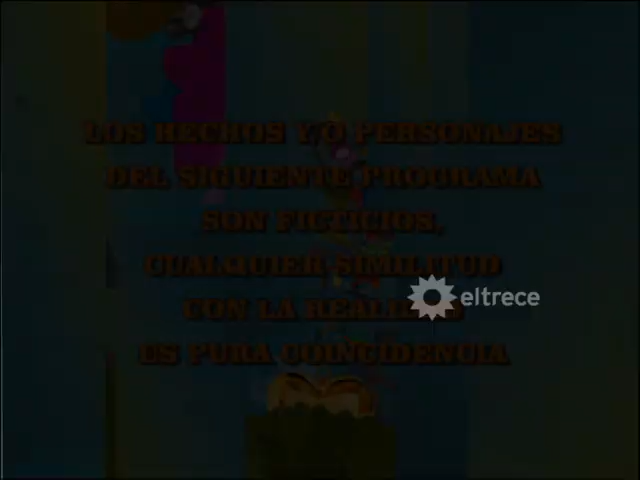 LOS HECHOS Y/O PERSONAJES
DEL SIGUIENTE PROGRAMA
SON FICTICIOS,
CUALQUIER SIMILITUD
CON LA REALIDAD
ES PURA COINCIDENCIA
eltrece